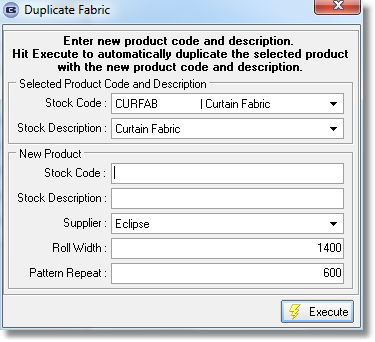 Duplicate Fabric
Enter new product code and description.
Hit Execute to automatically duplicate the selected product
with the new product code and description.
Selected Product Code and Description
Stock Code : CURFAB | Curtain Fabric
Stock Description : Curtain Fabric
New Product
Stock Code :
Stock Description :
Supplier : Eclipse
Roll Width : 1400
Pattern Repeat : 600
Execute